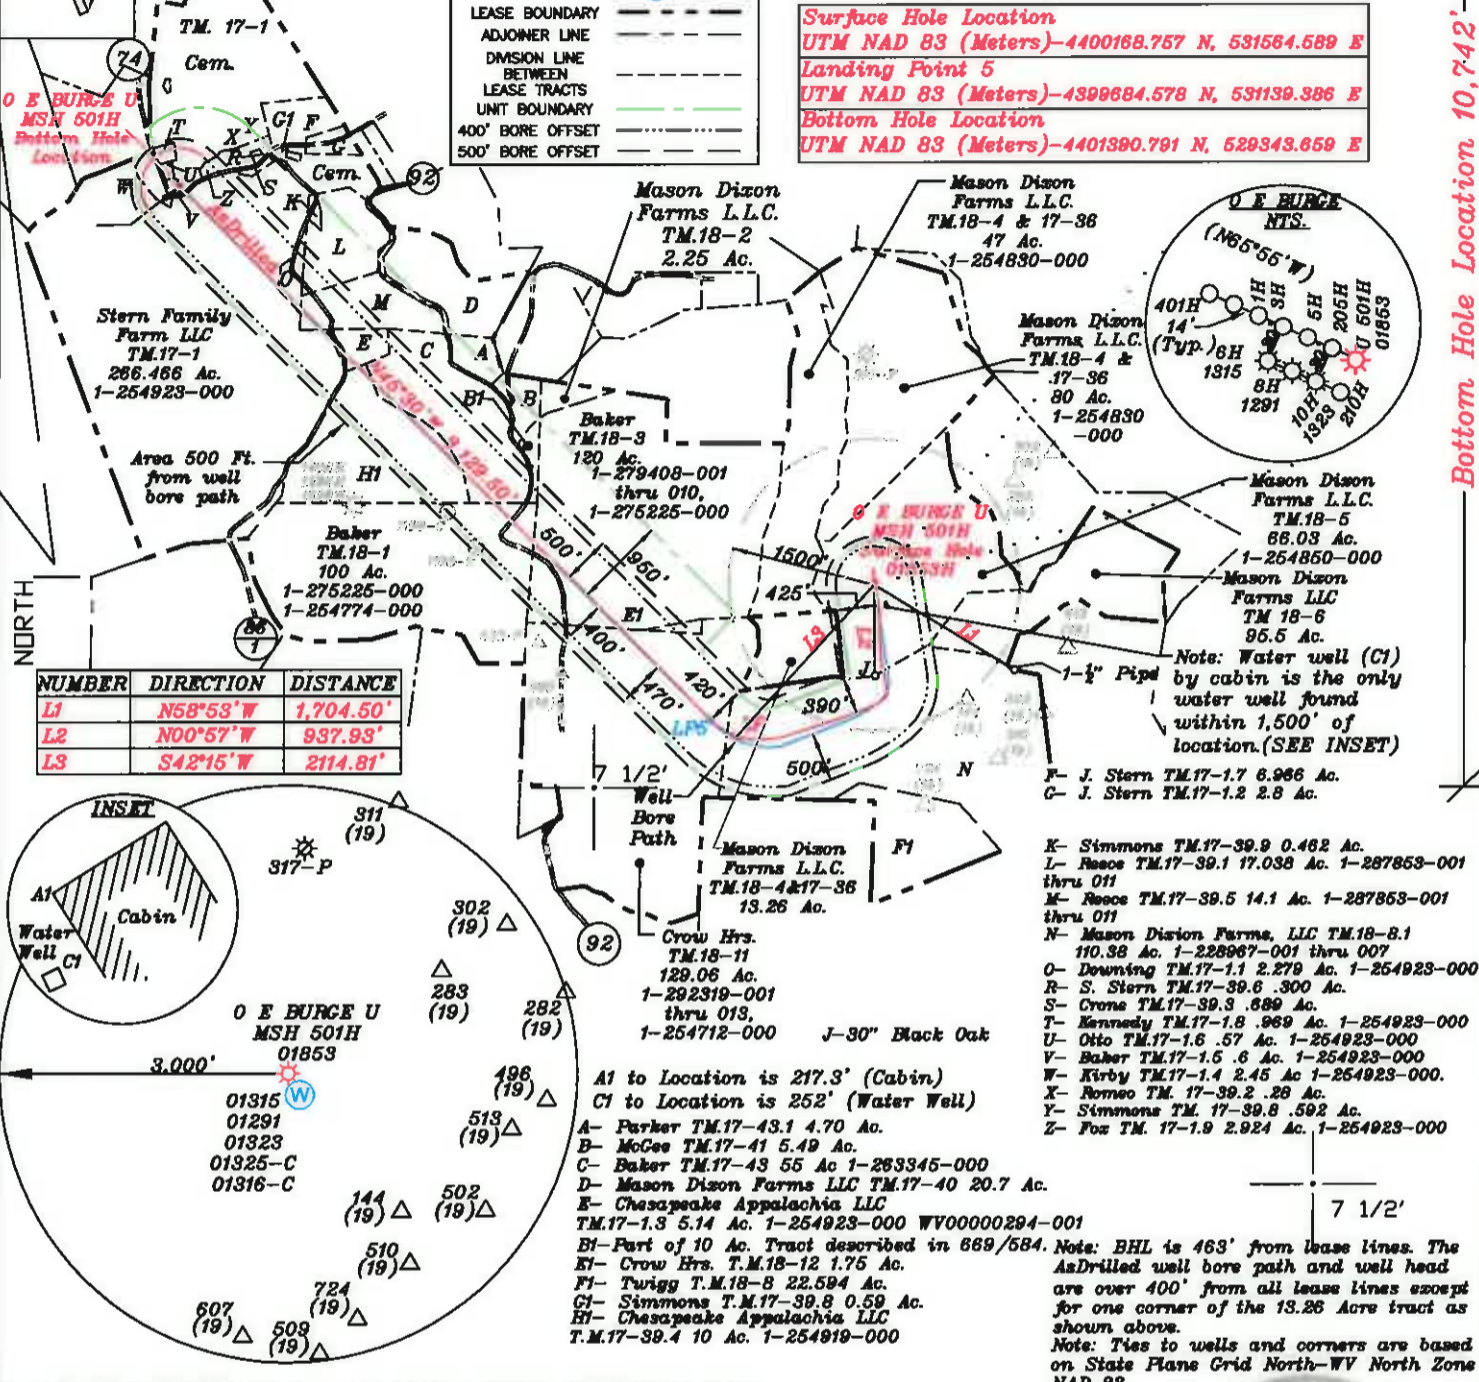 LEASE BOUNDARY
ADJOINER LINE
DIVISION LINE
BETWEEN
LEASE TRACTS
UNIT BOUNDARY
400' BORE OFFSET
500' BORE OFFSET
Surface Hole Location
UTM NAD 83 (Meters)-4400168.757 N, 531564.589 E
Landing Point 5
UTM NAD 83 (Meters)-4399684.578 N, 531139.386 E
Bottom Hole Location
UTM NAD 83 (Meters)-4401390.791 N, 529343.659 E
Bottom Hole Location 10,742'
TM. 17-1
Cem.
74
O E BURGE U
MSH 501H
Bottom Hole
Location
T
X
Y
G1
F
G
R
S
Cem.
92
W
U
Z
V
K
L
M
D
AsDrilled
Mason Dixon
Farms L.L.C.
TM.18-2
2.25 Ac.
Mason Dixon
Farms L.L.C.
TM.18-4 & 17-36
47 Ac.
1-254830-000
O E BURGE
NTS.
(N65°56'W)
401H
1H
3H
5H
205H
U 501H
01853
14'
(Typ.)
6H
1315
8H
1291
10H
1323
210H
Mason Dixon
Farms L.L.C.
TM.18-4 &
.17-36
80 Ac.
1-254830
-000
Stern Family
Farm LLC
TM.17-1
266.466 Ac.
1-254923-000
E
C
A
B1
B
N46°30'W 9,129.60'
Baker
TM.18-3
120 Ac.
1-279408-001
thru 010,
1-275225-000
Area 500 Ft.
from well
bore path
H1
Baker
TM.18-1
100 Ac.
1-275225-000
1-254774-000
O E BURGE U
MSH 501H
Surface Hole
01853H
Mason Dixon
Farms L.L.C.
TM.18-5
66.03 Ac.
1-254850-000
Mason Dixon
Farms LLC
TM 18-6
95.5 Ac.
500'
950'
1500'
425'
E1
400'
L3
L2
L1
J
420'
470'
390'
LP5
500'
N
1-½" Pipe
Note: Water well (C1)
by cabin is the only
water well found
within 1,500' of
location.(SEE INSET)
NORTH
86
1
NUMBER DIRECTION DISTANCE
L1 N58°53'W 1,704.50'
L2 N00°57'W 937.93'
L3 S42°15'W 2114.81'
7 1/2'
Well
Bore
Path
Mason Dixon
Farms L.L.C.
TM.18-4&17-36
13.26 Ac.
F1
92
Crow Hrs.
TM.18-11
129.06 Ac.
1-292319-001
thru 013,
1-254712-000
J-30" Black Oak
INSET
A1
Cabin
Water
Well
C1
311
(19)
317-P
302
(19)
283
(19)
282
(19)
O E BURGE U
MSH 501H
01853
3,000'
W
01315
01291
01323
01325-C
01316-C
496
(19)
513
(19)
144
(19)
502
(19)
510
(19)
724
(19)
607
(19)
509
(19)
A1 to Location is 217.3' (Cabin)
C1 to Location is 252' (Water Well)
A- Parker TM.17-43.1 4.70 Ac.
B- McGee TM.17-41 5.49 Ac.
C- Baker TM.17-43 55 Ac 1-263345-000
D- Mason Dixon Farms LLC TM.17-40 20.7 Ac.
E- Chesapeake Appalachia LLC
TM.17-1.3 5.14 Ac. 1-254923-000 WV00000294-001
B1-Part of 10 Ac. Tract described in 669/584.
E1- Crow Hrs. T.M.18-12 1.75 Ac.
F1- Twigg T.M.18-8 22.594 Ac.
G1- Simmons T.M.17-39.8 0.59 Ac.
H1- Chesapeake Appalachia LLC
T.M.17-39.4 10 Ac. 1-254919-000
F- J. Stern TM.17-1.7 6.966 Ac.
G- J. Stern TM.17-1.2 2.8 Ac.
K- Simmons TM.17-39.9 0.462 Ac.
L- Reece TM.17-39.1 17.038 Ac. 1-287853-001
thru 011
M- Reece TM.17-39.5 14.1 Ac. 1-287853-001
thru 011
N- Mason Dixion Farms, LLC TM.18-8.1
110.38 Ac. 1-228967-001 thru 007
O- Downing TM.17-1.1 2.279 Ac. 1-254923-000
R- S. Stern TM.17-39.6 .300 Ac.
S- Crone TM.17-39.3 .689 Ac.
T- Kennedy TM.17-1.8 .969 Ac. 1-254923-000
U- Otto TM.17-1.6 .57 Ac. 1-254923-000
V- Baker TM.17-1.5 .6 Ac. 1-254923-000
W- Kirby TM.17-1.4 2.45 Ac 1-254923-000.
X- Romeo TM. 17-39.2 .28 Ac.
Y- Simmons TM. 17-39.8 .592 Ac.
Z- Fox TM. 17-1.9 2.924 Ac. 1-254923-000
7 1/2'
Note: BHL is 463' from lease lines. The
AsDrilled well bore path and well head
are over 400' from all lease lines except
for one corner of the 13.26 Acre tract as
shown above.
Note: Ties to wells and corners are based
on State Plane Grid North-WV North Zone